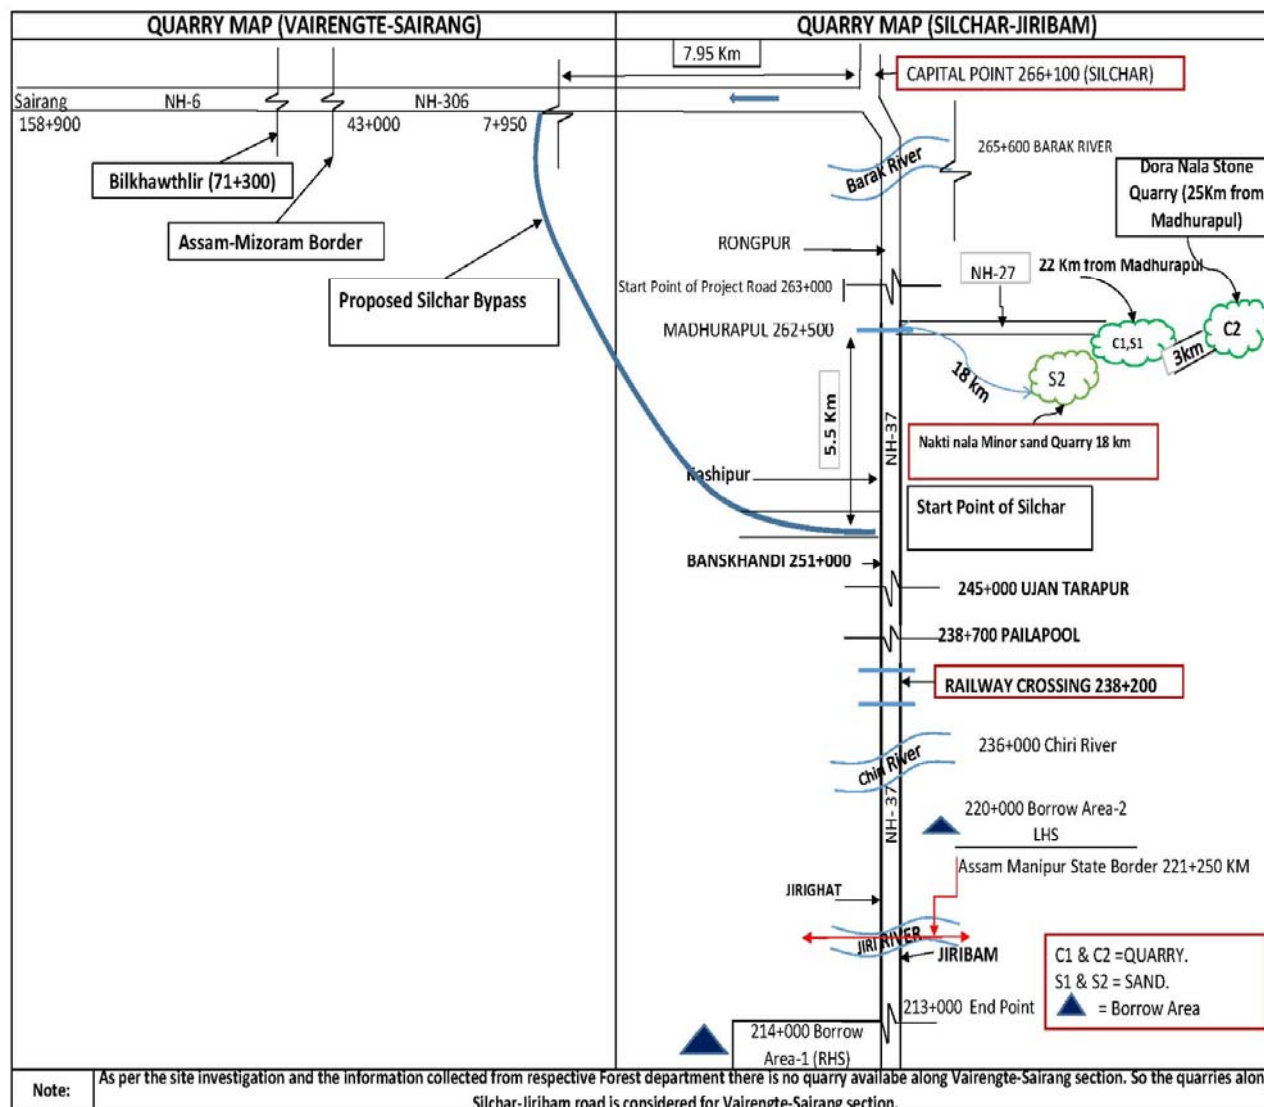 QUARRY MAP (VAIRENGTE-SAIRANG)
QUARRY MAP (SILCHAR-JIRIBAM)
7.95 Km
CAPITAL POINT 266+100 (SILCHAR)
Sairang
NH-6
NH-306
158+900
43+000
7+950
Bilkhawthlir (71+300)
Assam-Mizoram Border
Proposed Silchar Bypass
Barak River
265+600 BARAK RIVER
Dora Nala Stone
Quarry (25Km from
Madhurapul)
RONGPUR
NH-27
22 Km from Madhurapul
Start Point of Project Road 263+000
MADHURAPUL 262+500
C1,S1
3km
C2
S2
18 km
5.5 Km
NH-37
Nakti nala Minor sand Quarry 18 km
Kashipur
Start Point of Silchar
BANSKHANDI 251+000
245+000 UJAN TARAPUR
238+700 PAILAPOOL
RAILWAY CROSSING 238+200
Chiri River
236+000 Chiri River
NH- 37
220+000 Borrow Area-2
LHS
Assam Manipur State Border 221+250 KM
JIRIGHAT
JIRI RIVER
JIRIBAM
C1 & C2 =QUARRY.
S1 & S2 = SAND.
= Borrow Area
213+000 End Point
214+000 Borrow
Area-1 (RHS)
Note:
As per the site investigation and the information collected from respective Forest department there is no quarry availabe along Vairengte-Sairang section. So the quarries alon
Silchar-Jiribam road is considered for Vairengte-Sairang section.